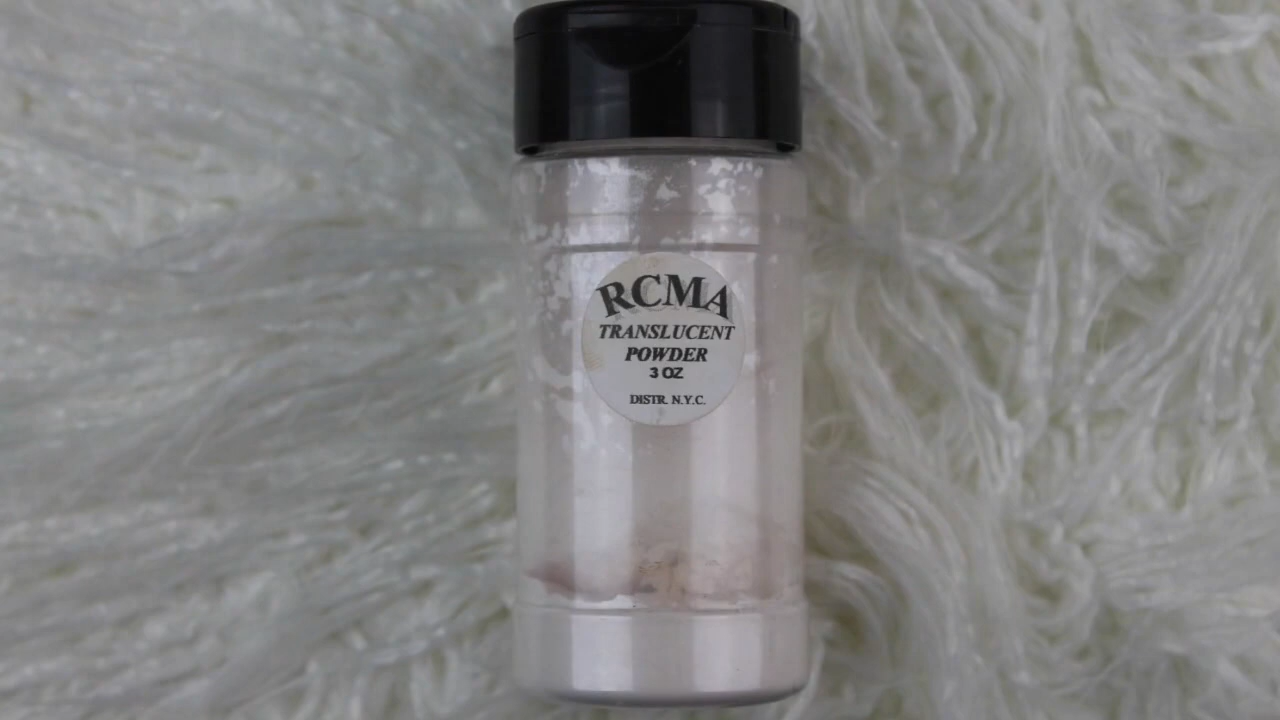 RCMA
TRANSLUCENT
POWDER
3 OZ
DISTR. N.Y.C.